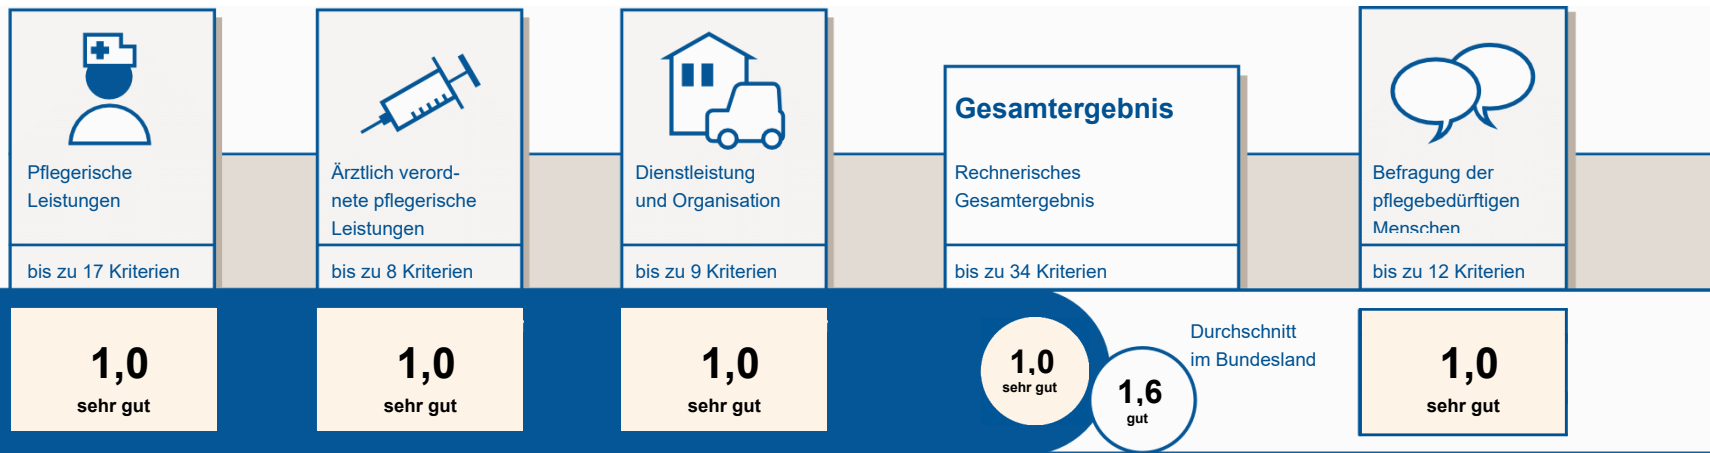 Pflegerische
Leistungen
bis zu 17 Kriterien
1,0
sehr gut
Ärztlich verord-
nete pflegerische
Leistungen
bis zu 8 Kriterien
1,0
sehr gut
Dienstleistung
und Organisation
bis zu 9 Kriterien
1,0
sehr gut
Gesamtergebnis
Rechnerisches
Gesamtergebnis
bis zu 34 Kriterien
1,0
sehr gut
1,6
gut
Durchschnitt
im Bundesland
Befragung der
pflegebedürftigen
Menschen
bis zu 12 Kriterien
1,0
sehr gut